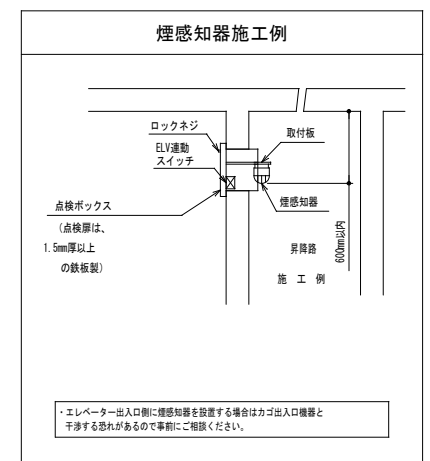 煙感知器施工例
ロックネジ
ELV連動
スイッチ
取付板
点検ボックス
(点検扉は、
1.5mm厚以上
の鉄板製)
煙感知器
昇降路
施 工 例
600mm以内
・エレベーター出入口側に煙感知器を設置する場合はカゴ出入口機器と
干渉する恐れがあるので事前にご相談ください。